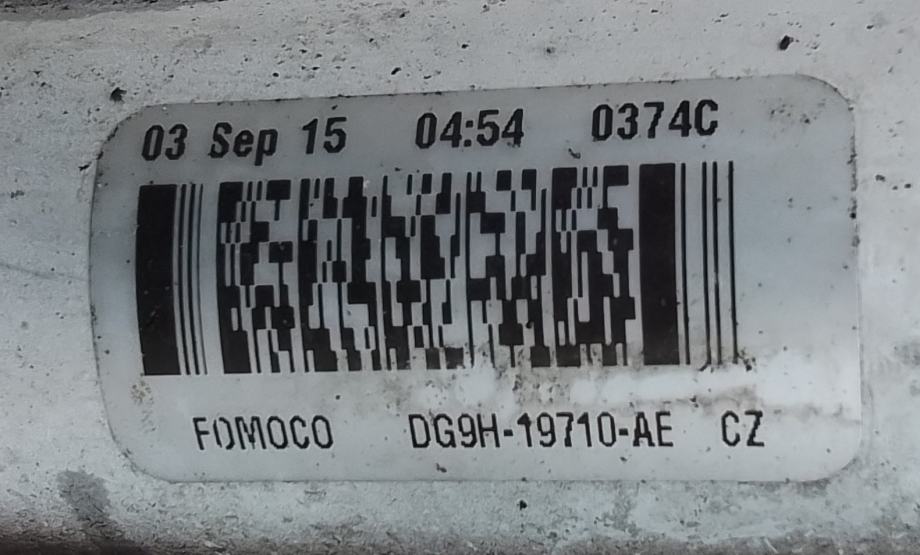 03 Sep 15 04:54 0374C
FOMOCO DG9H-19710-AE CZ